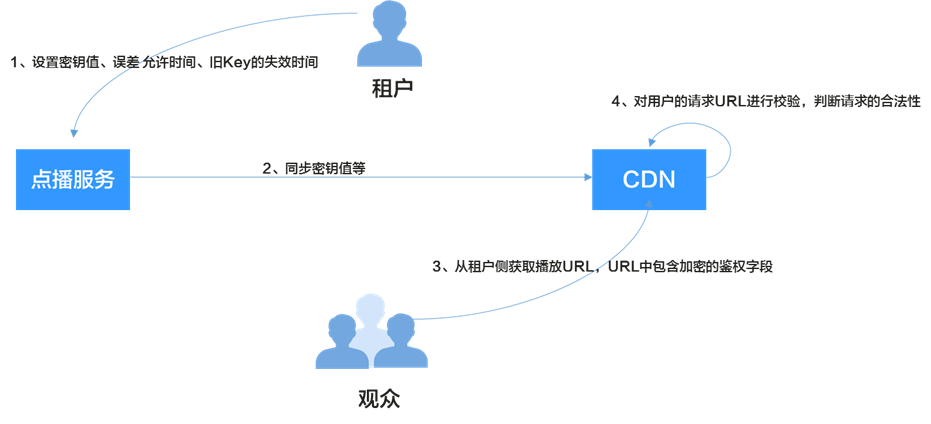 1、设置密钥值、误差允许时间、旧Key的失效时间
租户
4、对用户的请求URL进行校验，判断请求的合法性
点播服务
2、同步密钥值等
CDN
3、从租户侧获取播放URL，URL中包含加密的鉴权字段
观众